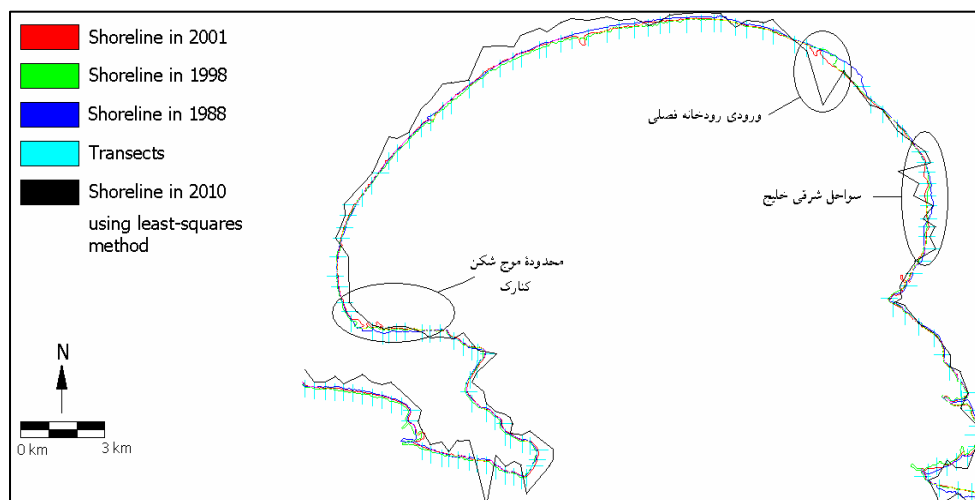 Shoreline in 2001
Shoreline in 1998
Shoreline in 1988
Transects
Shoreline in 2010
using least-squares
method
ورودی رودخانه فصلی
سواحل شرقی خلیج
محدودهٔ موج شکن
کنارک
N
0 km 3 km